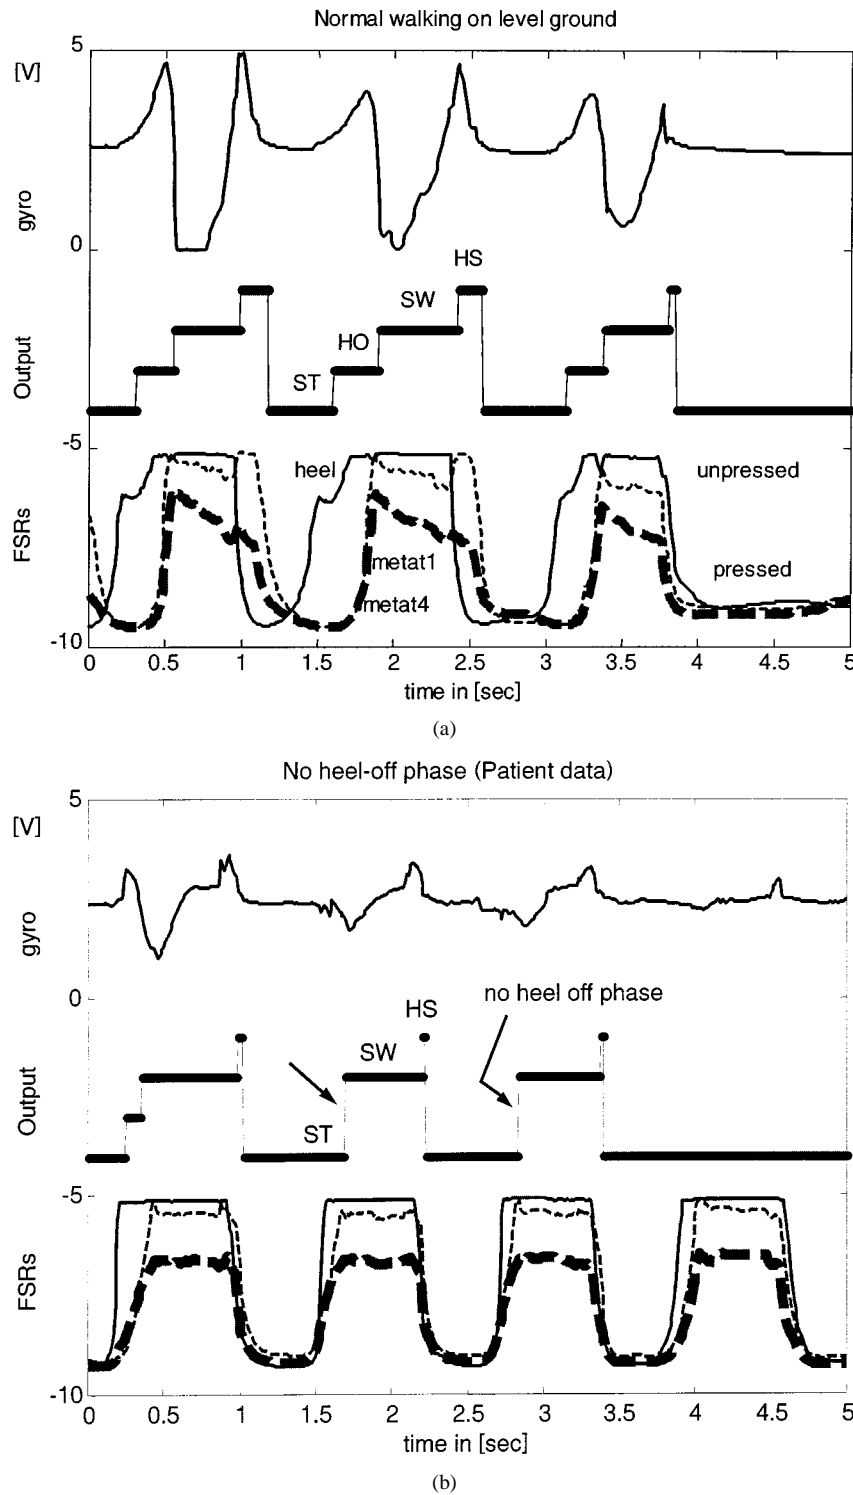 Normal walking on level ground
5
[V]
gyro
0
HS
SW
HO
ST
Output
-5
heel
unpressed
FSRs
metat1
pressed
metat4
-10
0 0.5 1 1.5 2 2.5 3 3.5 4 4.5 5
time in [sec]
(a)
No heel-off phase (Patient data)
5
[V]
gyro
0
no heel off phase
HS
SW
Output
ST
-5
FSRs
-10
0 0.5 1 1.5 2 2.5 3 3.5 4 4.5 5
time in [sec]
(b)